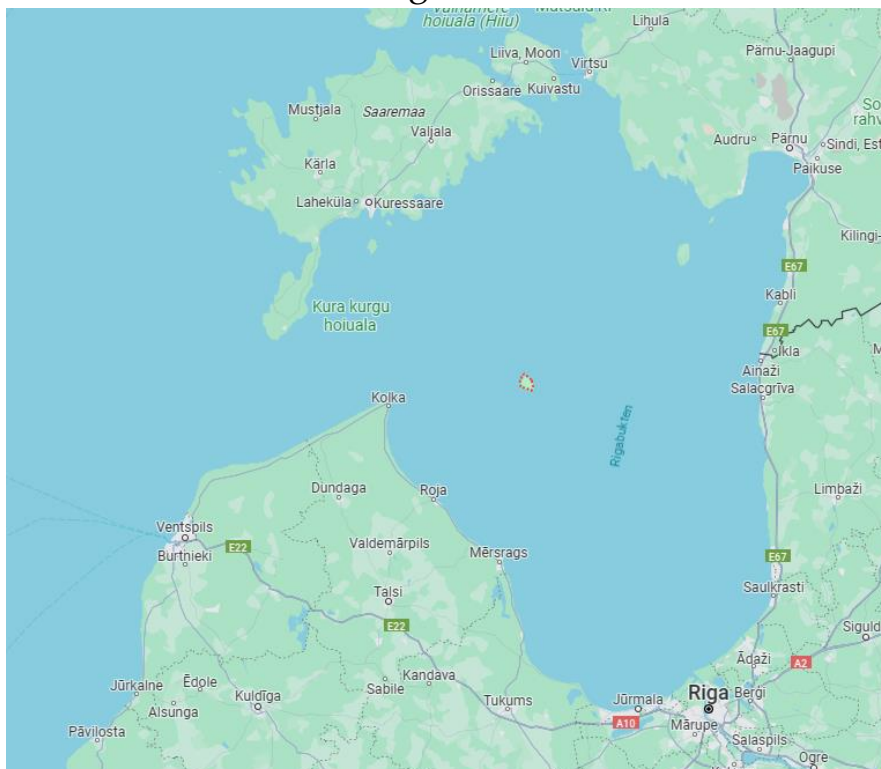 hoiuala (Hiiu)
Lihula
Liiva, Moon
Virtsu
Pärnu-Jaagupi
Orissaare
Kuivastu
Mustjala
Saaremaa
So
rahv
Valjala
Audru
Pärnu
Sindi, Est
Paikuse
Kärla
Laheküla
Kuressaare
Kilingi-
E67
Kura kurgu
hoiuala
Kabli
E67
Ikla
M
Ainaži
Salacgrīva
Kolka
Rigabukten
Dundaga
Roja
Limbaži
Ventspils
E22
Burtnieki
Valdemārpils
Mērsrags
E67
Talsi
Saulkrasti
E22
Siguld
Ādaži
A2
Jūrkalne
Ēdole
Kandava
Sabile
Alsunga
Kuldīga
Tukums
Jūrmala
Riga
Berģi
A10
Mārupe
Pāvilosta
Salaspils
Ogre